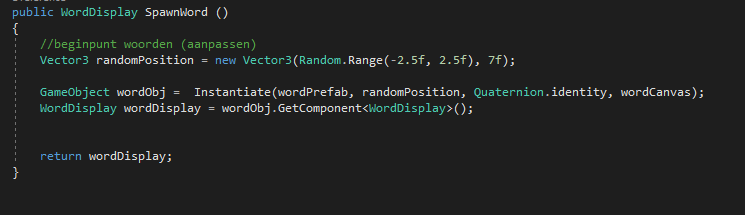 public WordDisplay SpawnWord ()
{
//beginpunt woorden (aanpassen)
Vector3 randomPosition = new Vector3(Random.Range(-2.5f, 2.5f), 7f);
GameObject wordObj =  Instantiate(wordPrefab, randomPosition, Quaternion.identity, wordCanvas);
WordDisplay wordDisplay = wordObj.GetComponent<WordDisplay>();
return wordDisplay;
}